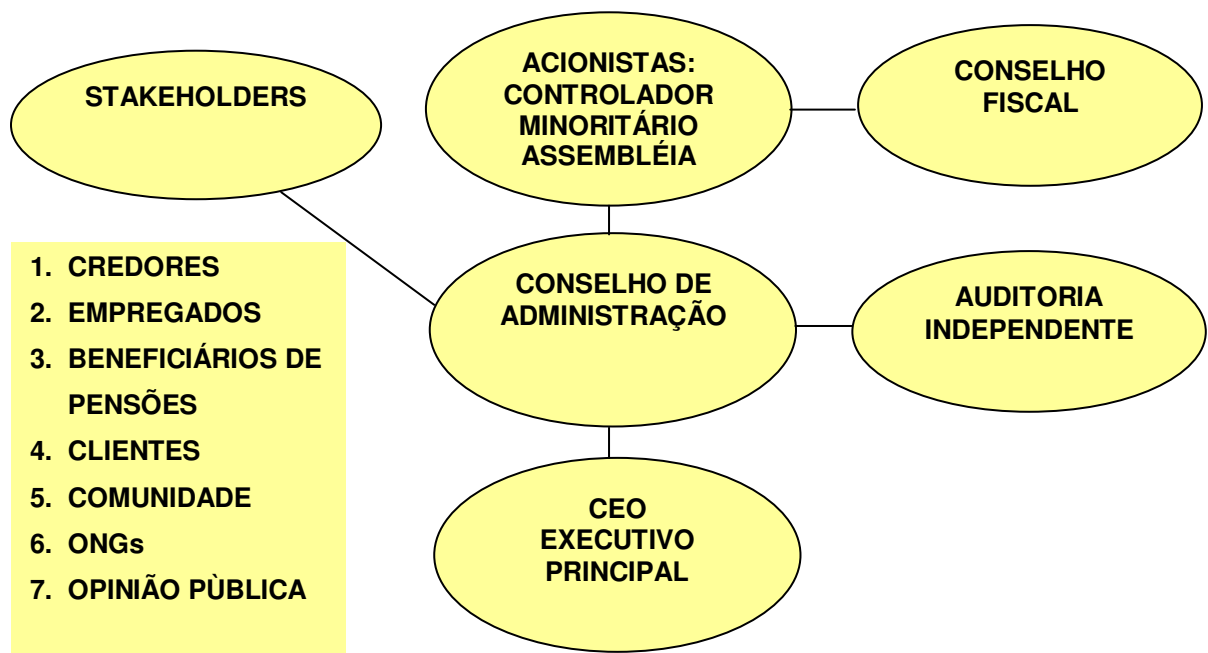 STAKEHOLDERS
ACIONISTAS:
CONTROLADOR
MINORITÁRIO
ASSEMBLÉIA
CONSELHO
FISCAL
1. CREDORES
2. EMPREGADOS
3. BENEFICIÁRIOS DE
PENSÕES
4. CLIENTES
5. COMUNIDADE
6. ONGs
7. OPINIÃO PÙBLICA
CONSELHO DE
ADMINISTRAÇÃO
AUDITORIA
INDEPENDENTE
CEO
EXECUTIVO
PRINCIPAL